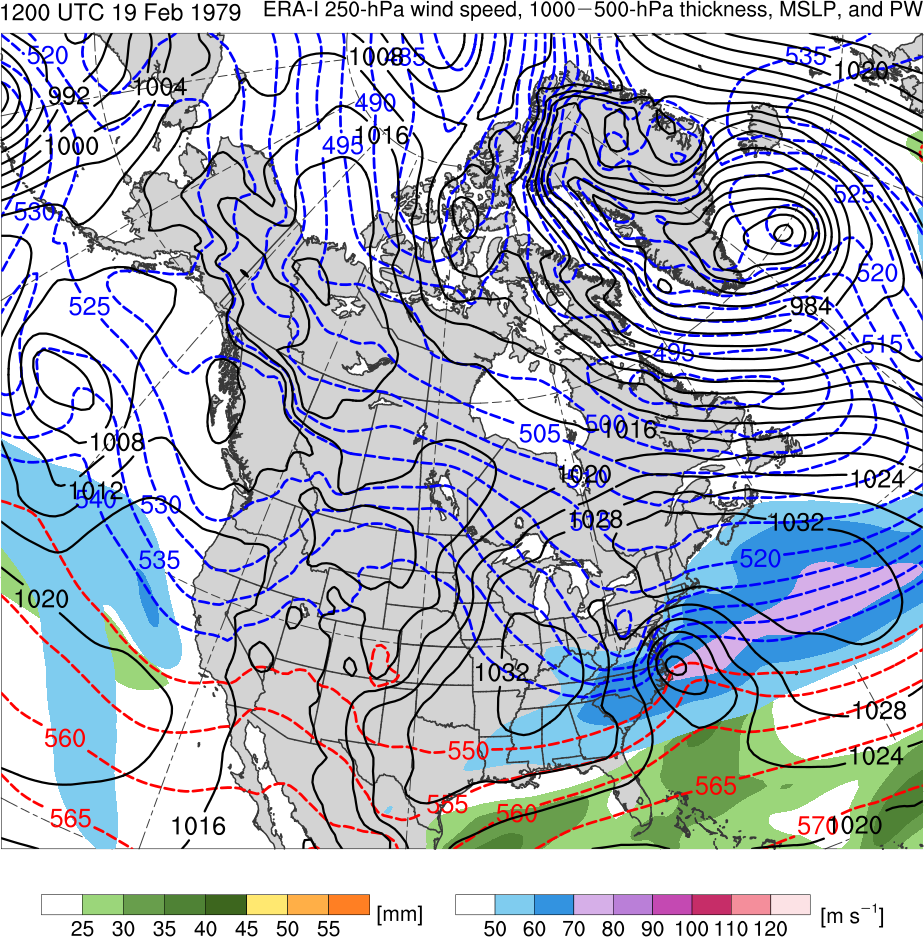 1200 UTC 19 Feb 1979 ERA-I 250-hPa wind speed, 1000−500-hPa thickness, MSLP, and PW
520 1008 485 535
1020
992 1004 490
1000 495 1016
525
530
520
525 984
495 515
1008 505 500 1016
1020 1024
1012
540 530 1028 1032
535 520
1020
1032
560 550 1028
1024
565 565 560 565
1016 570 1020
25 30 35 40 45 50 55 [mm] 50 60 70 80 90 100 110 120 [m s⁻¹]